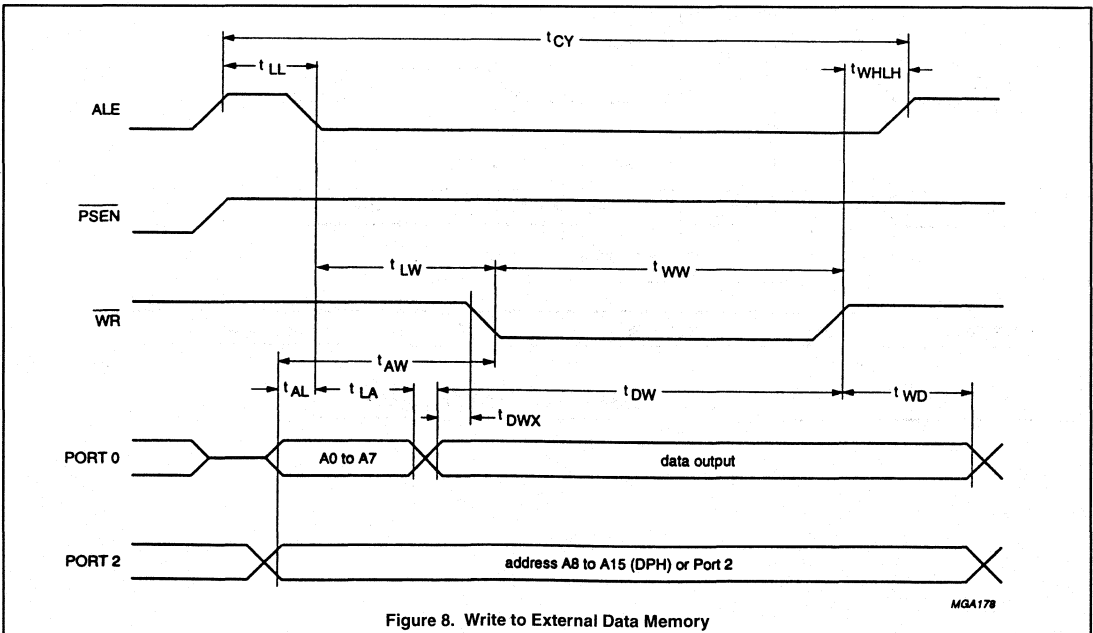 tCY
tLL
tWHLH
ALE
PSEN
tLW
tWW
WR
tAW
tAL
tLA
tDW
tWD
tDWX
PORT 0
A0 to A7
data output
PORT 2
address A8 to A15 (DPH) or Port 2
MGA178
Figure 8. Write to External Data Memory